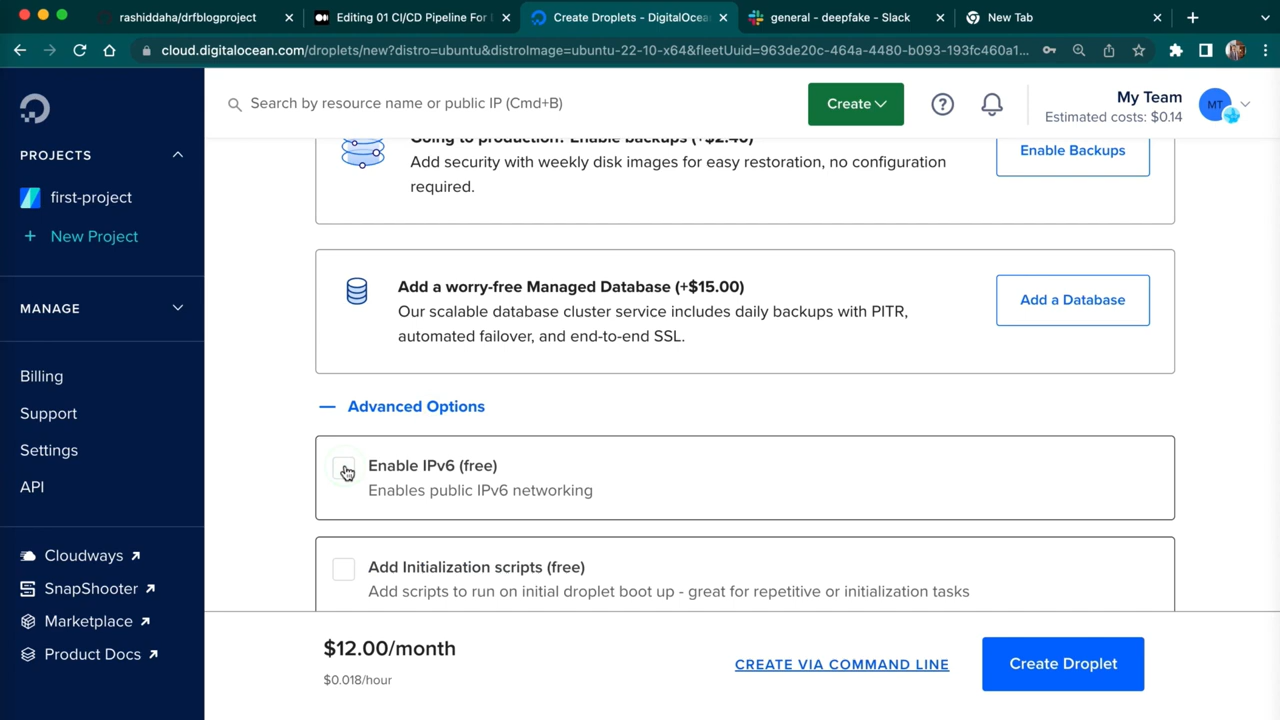 rashiddaha/drfblogproject
Editing 01 CI/CD Pipeline For
Create Droplets - DigitalOcea
general - deepfake - Slack
New Tab
cloud.digitalocean.com/droplets/new?distro=ubuntu&distroImage=ubuntu-22-10-x64&fleetUuid=963de20c-464a-4480-b093-193fc460a1...
Search by resource name or public IP (Cmd+B)
Create
My Team
Estimated costs: $0.14
MT
PROJECTS
first-project
+ New Project
MANAGE
Billing
Support
Settings
API
Cloudways
SnapShooter
Marketplace
Product Docs
Going to production? Enable backups (+$2.40)
Add security with weekly disk images for easy restoration, no configuration
required.
Enable Backups
Add a worry-free Managed Database (+$15.00)
Our scalable database cluster service includes daily backups with PITR,
automated failover, and end-to-end SSL.
Add a Database
Advanced Options
Enable IPv6 (free)
Enables public IPv6 networking
Add Initialization scripts (free)
Add scripts to run on initial droplet boot up - great for repetitive or initialization tasks
$12.00/month
$0.018/hour
CREATE VIA COMMAND LINE
Create Droplet